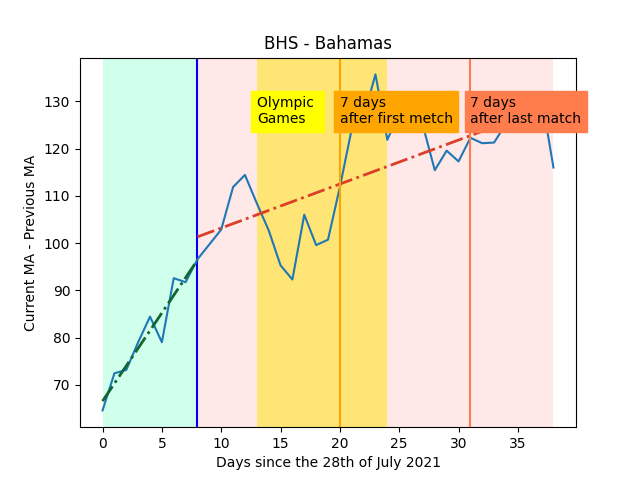 BHS - Bahamas
Current MA - Previous MA
130
120
110
100
90
80
70
Olympic
Games
7 days
after first metch
7 days
after last match
0 5 10 15 20 25 30 35
Days since the 28th of July 2021